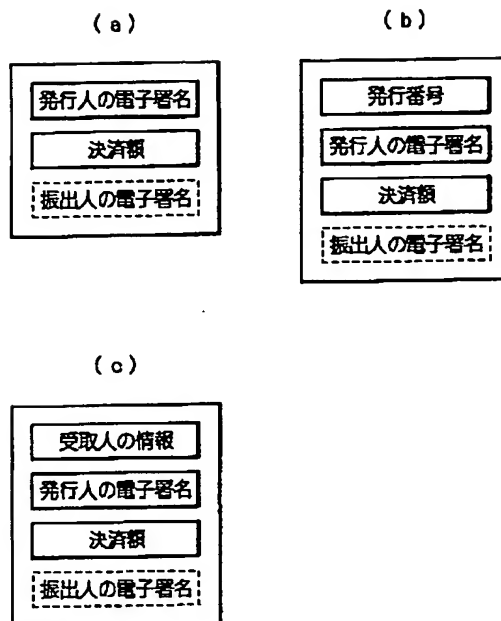 (a)
発行人の電子署名
決済額
振出人の電子署名
(b)
発行番号
発行人の電子署名
決済額
振出人の電子署名
(c)
受取人の情報
発行人の電子署名
決済額
振出人の電子署名